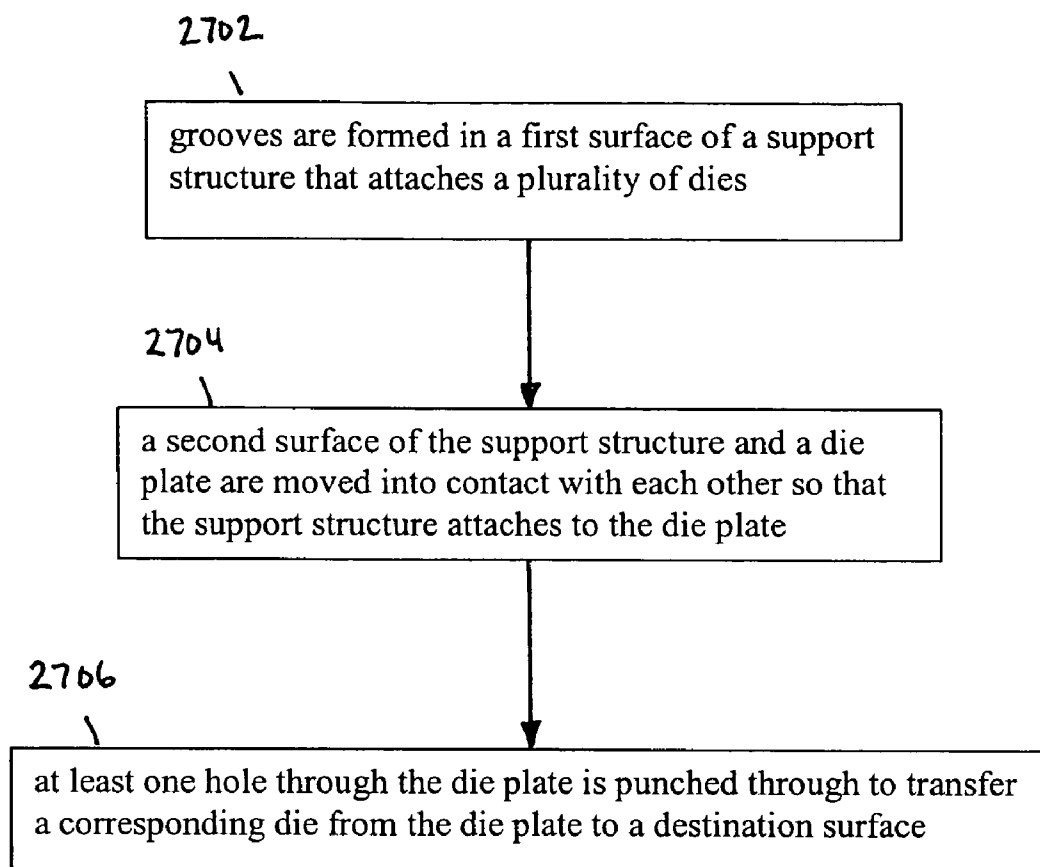 2702
grooves are formed in a first surface of a support
structure that attaches a plurality of dies
2704
a second surface of the support structure and a die
plate are moved into contact with each other so that
the support structure attaches to the die plate
2706
at least one hole through the die plate is punched through to transfer
a corresponding die from the die plate to a destination surface